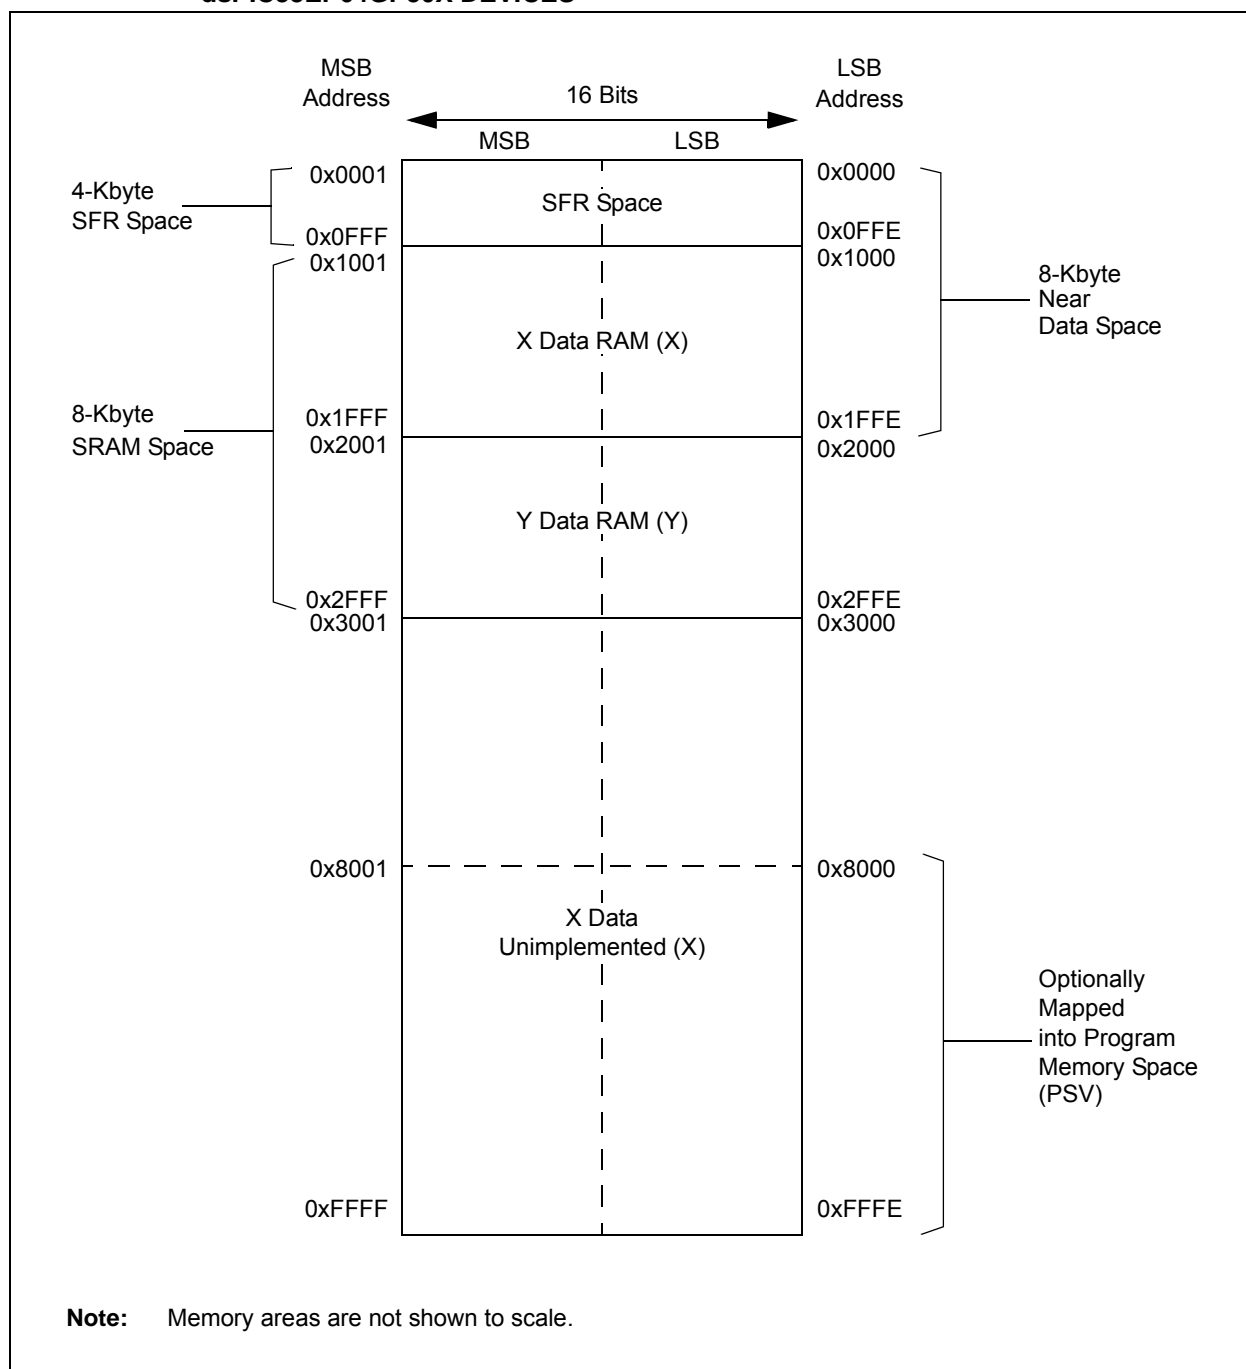 MSB
Address
LSB
Address
16 Bits
MSB
LSB
0x0001
0x0000
4-Kbyte
SFR Space
SFR Space
0x0FFF
0x0FFE
0x1001
0x1000
8-Kbyte
Near
Data Space
X Data RAM (X)
8-Kbyte
SRAM Space
0x1FFF
0x1FFE
0x2001
0x2000
Y Data RAM (Y)
0x2FFF
0x2FFE
0x3001
0x3000
0x8001
0x8000
X Data
Unimplemented (X)
Optionally
Mapped
into Program
Memory Space
(PSV)
0xFFFF
0xFFFE
Note: Memory areas are not shown to scale.